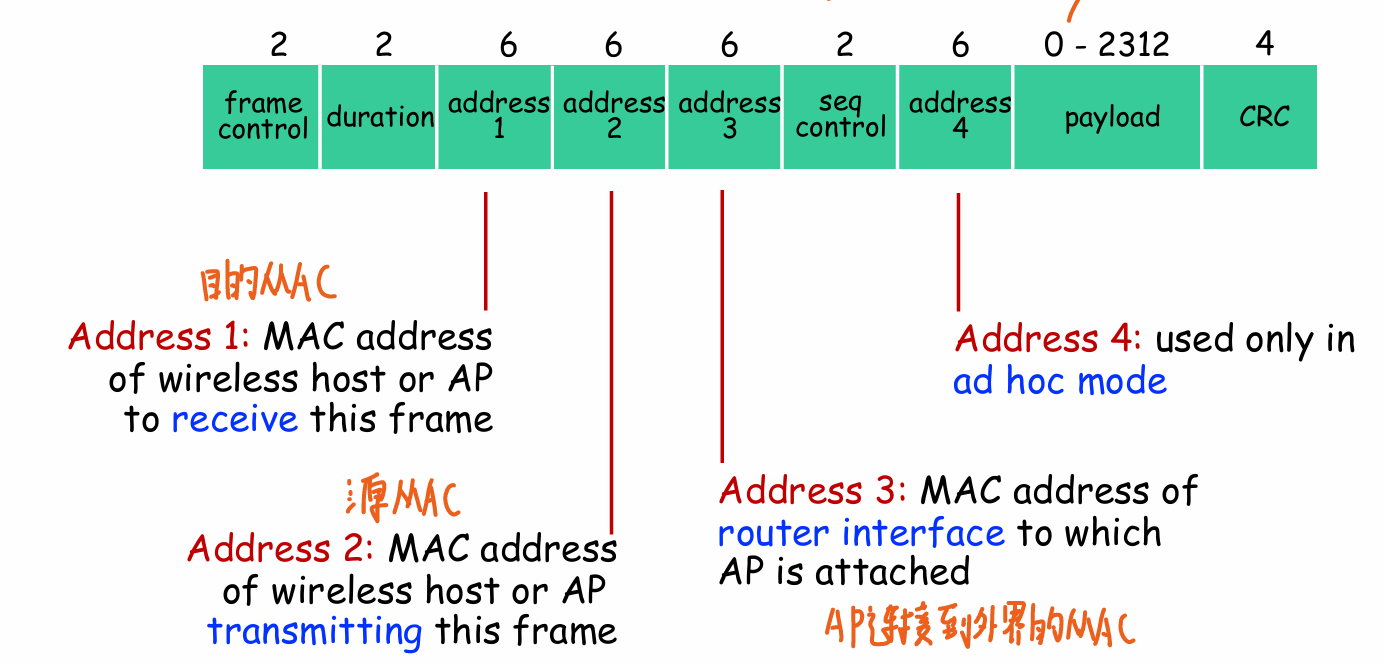 2 2 6 6 6 2 6 0 - 2312 4
frame control
duration
address 1
address 2
address 3
seq control
address 4
payload
CRC
目的MAC
Address 1: MAC address
of wireless host or AP
to receive this frame
源MAC
Address 2: MAC address
of wireless host or AP
transmitting this frame
Address 3: MAC address of
router interface to which
AP is attached
AP连接到外界的MAC
Address 4: used only in
ad hoc mode